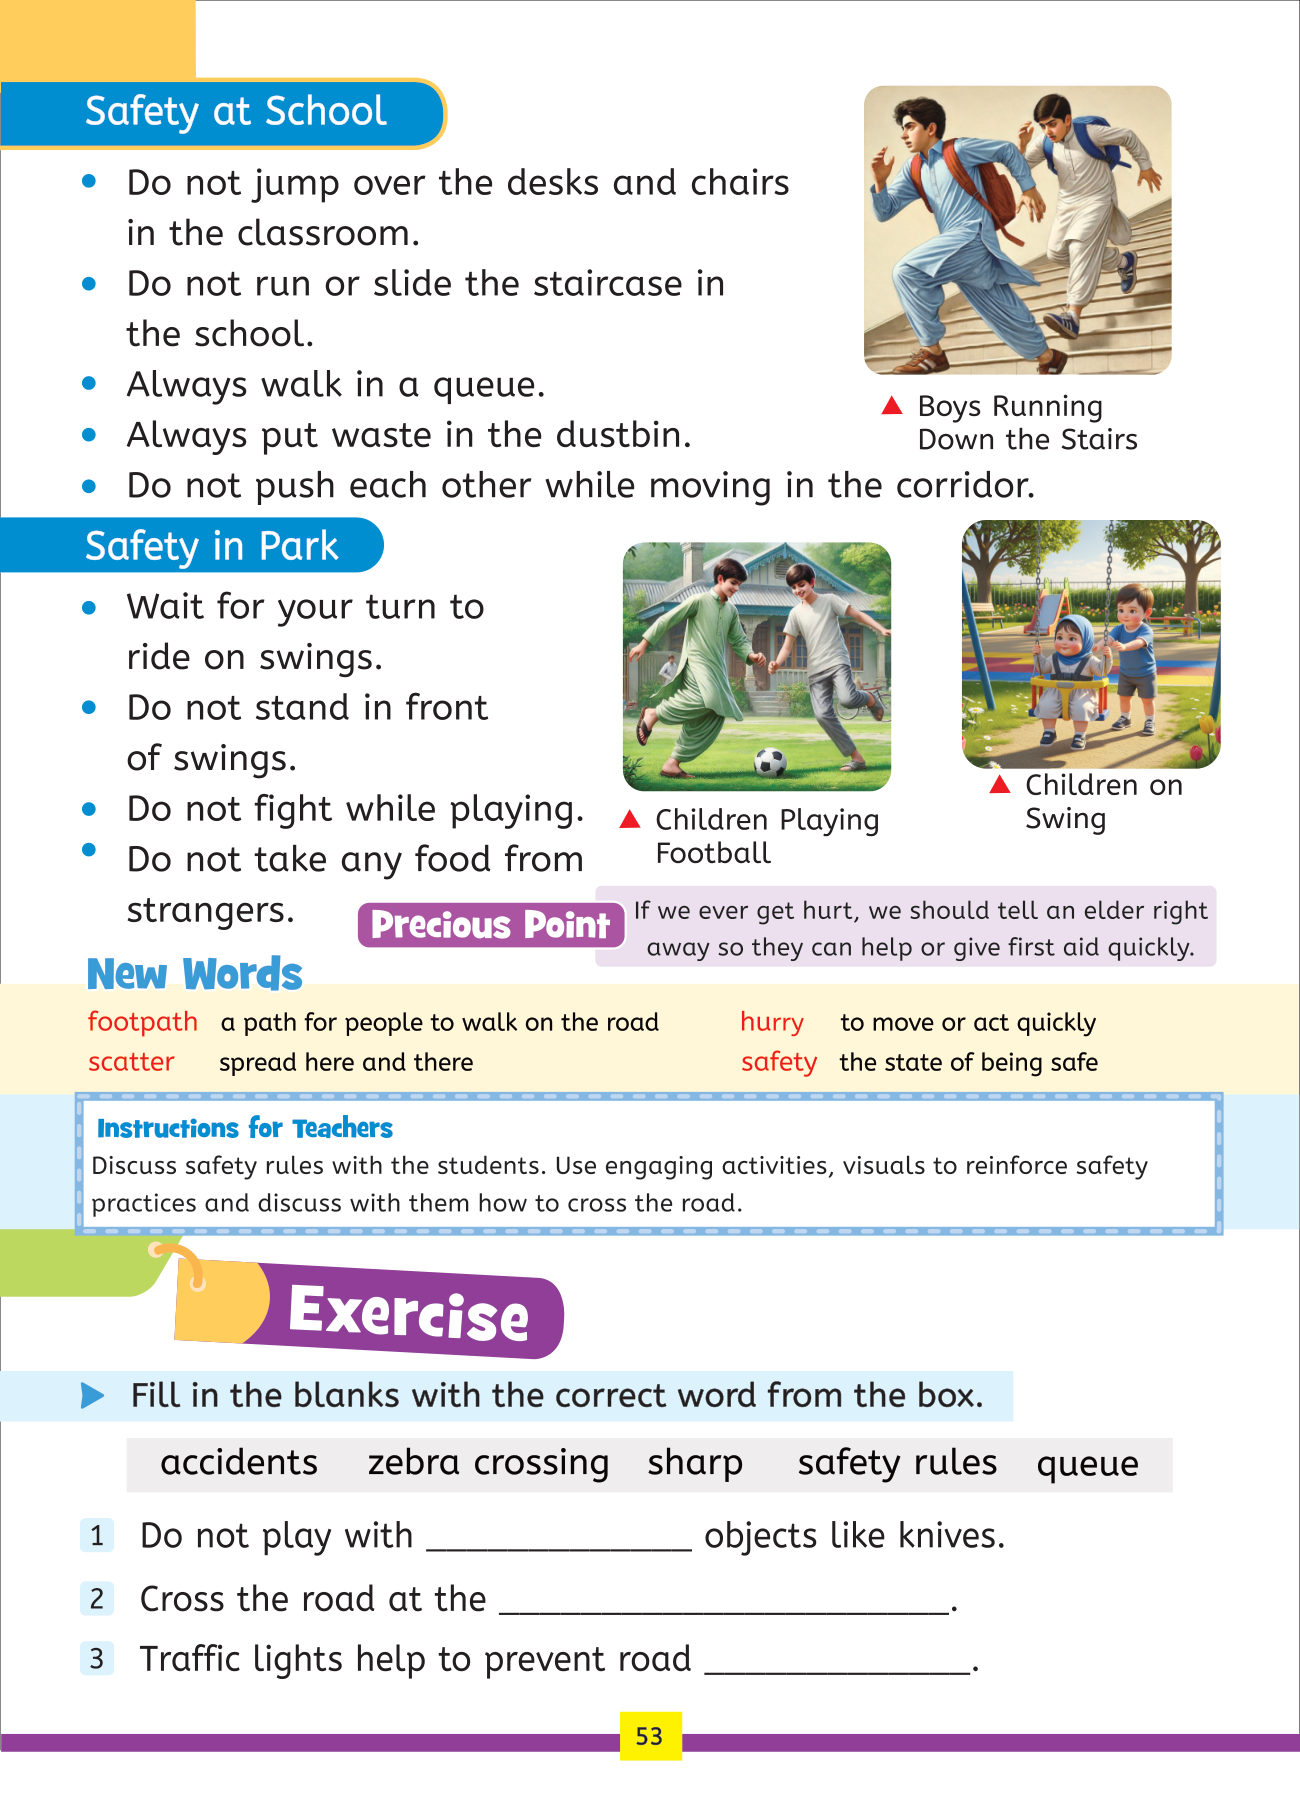 Safety at School
• Do not jump over the desks and chairs
in the classroom.
• Do not run or slide the staircase in
the school.
• Always walk in a queue.
• Always put waste in the dustbin.
• Do not push each other while moving in the corridor.
▲ Boys Running
Down the Stairs
Safety in Park
• Wait for your turn to
ride on swings.
• Do not stand in front
of swings.
• Do not fight while playing.
• Do not take any food from
strangers.
▲ Children Playing
Football
▲ Children on
Swing
Precious Point
If we ever get hurt, we should tell an elder right
away so they can help or give first aid quickly.
New Words
footpath a path for people to walk on the road
hurry to move or act quickly
scatter spread here and there
safety the state of being safe
Instructions for Teachers
Discuss safety rules with the students. Use engaging activities, visuals to reinforce safety
practices and discuss with them how to cross the road.
Exercise
Fill in the blanks with the correct word from the box.
accidents zebra crossing sharp safety rules queue
1 Do not play with ______________ objects like knives.
2 Cross the road at the ________________________.
3 Traffic lights help to prevent road ______________.
53